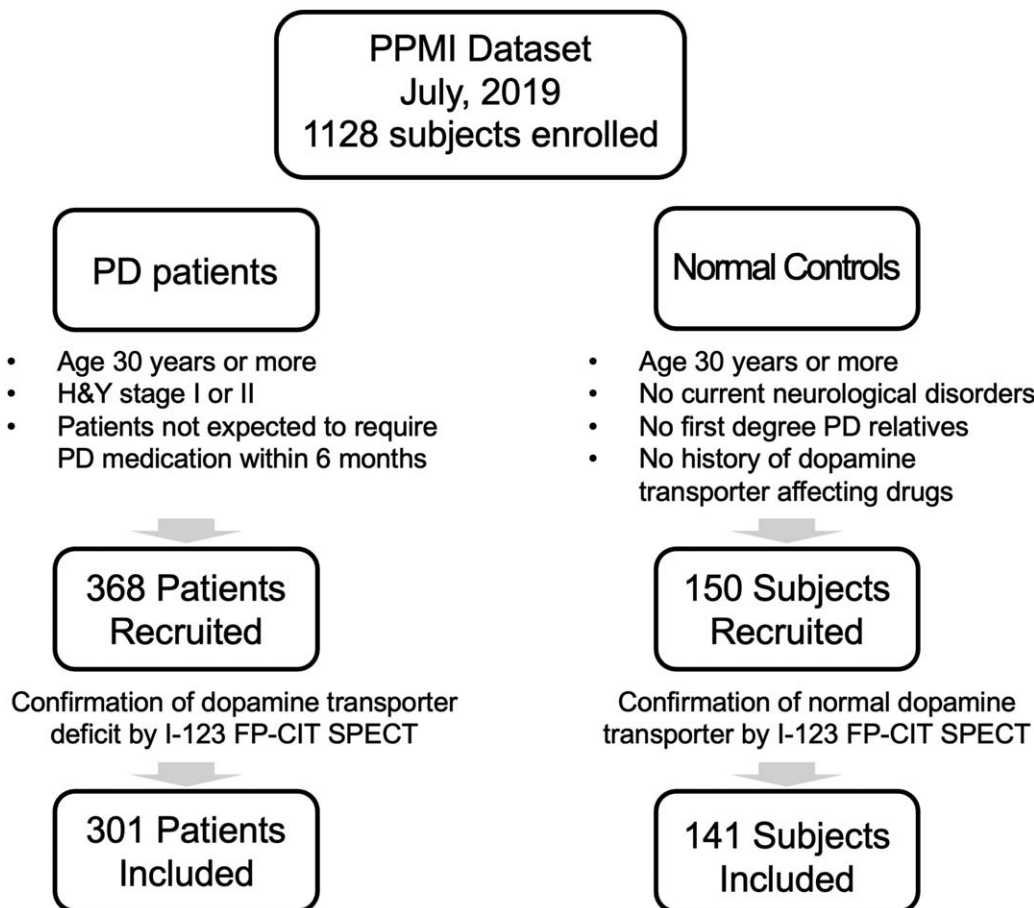 PPMI Dataset
July, 2019
1128 subjects enrolled
PD patients
• Age 30 years or more
• H&Y stage I or II
• Patients not expected to require
PD medication within 6 months
368 Patients
Recruited
Confirmation of dopamine transporter
deficit by I-123 FP-CIT SPECT
301 Patients
Included
Normal Controls
• Age 30 years or more
• No current neurological disorders
• No first degree PD relatives
• No history of dopamine
transporter affecting drugs
150 Subjects
Recruited
Confirmation of normal dopamine
transporter by I-123 FP-CIT SPECT
141 Subjects
Included